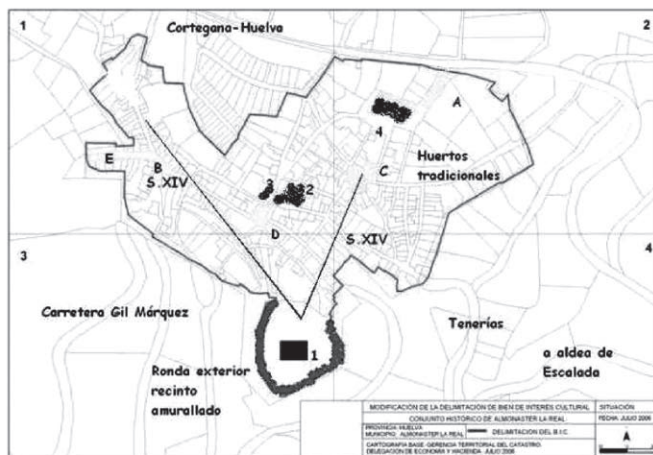 1
2
Cortegana-Huelva
A
4
Huertos
tradicionales
E
B
S.XIV
C
3
2
D
S.XIV
3
4
Carretera Gil Márquez
Tenerías
1
Ronda exterior
recinto
amurallado
a aldea de
Escalada
MODIFICACIÓN DE LA DELIMITACIÓN DE BIEN DE INTERÉS CULTURAL
SITUACIÓN
CONJUNTO HISTÓRICO DE ALMONASTER LA REAL
FECHA: JULIO 2006
PROVINCIA: HUELVA
MUNICIPIO: ALMONASTER LA REAL
DELIMITACIÓN DEL B.I.C.
CARTOGRAFÍA BASE: GERENCIA TERRITORIAL DEL CATASTRO.
DELEGACIÓN DE ECONOMÍA Y HACIENDA. JULIO 2006